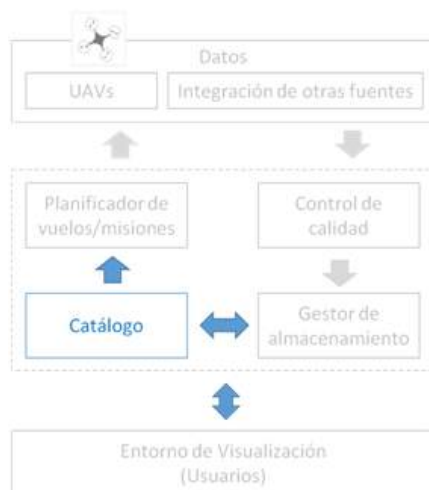 Datos
UAVs
Integración de otras fuentes
Planificador de
vuelos/misiones
Control de
calidad
Catálogo
Gestor de
almacenamiento
Entorno de Visualización
(Usuarios)